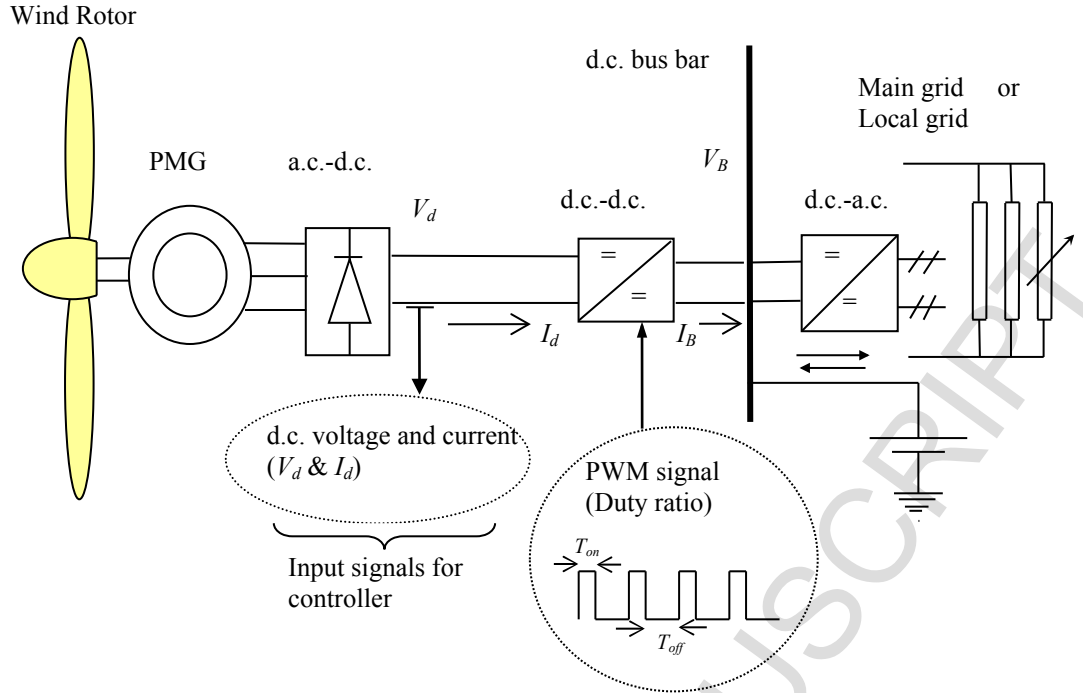 Wind Rotor
d.c. bus bar
Main grid or
Local grid
PMG
a.c.-d.c.
V_B
V_d
d.c.-d.c.
d.c.-a.c.
=
=
=
=
I_d
I_B
d.c. voltage and current
(V_d & I_d)
PWM signal
(Duty ratio)
T_on
Input signals for
controller
T_off
USCRIPT